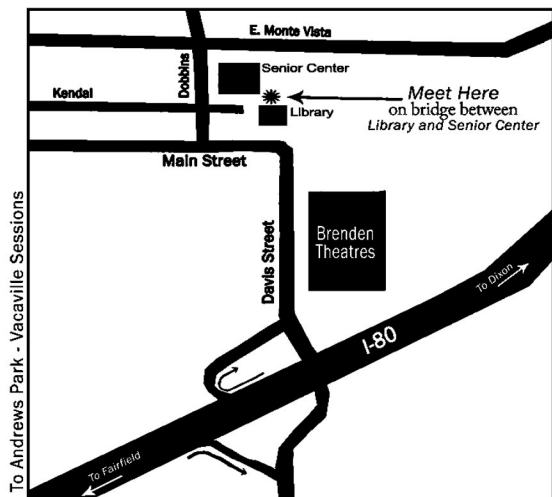 E. Monte Vista
Dobbins
Senior Center
Kendal
Meet Here
on bridge between
Library and Senior Center
Library
Main Street
Davis Street
Brenden
Theatres
To Dixon
I-80
To Fairfield
To Andrews Park - Vacaville Sessions